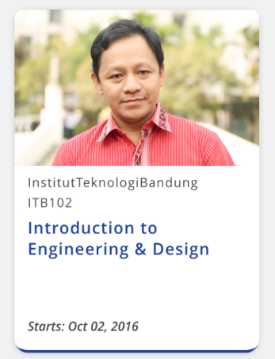 InstitutTeknologiBandung
ITB102
Introduction to
Engineering & Design
Starts: Oct 02, 2016